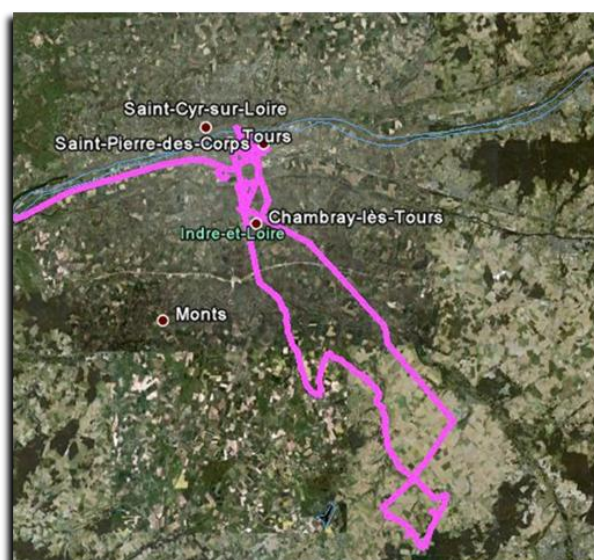 Saint-Cyr-sur-Loire
Saint-Pierre-des-Corps
Tours
Chambray-lès-Tours
Indre-et-Loire
Monts